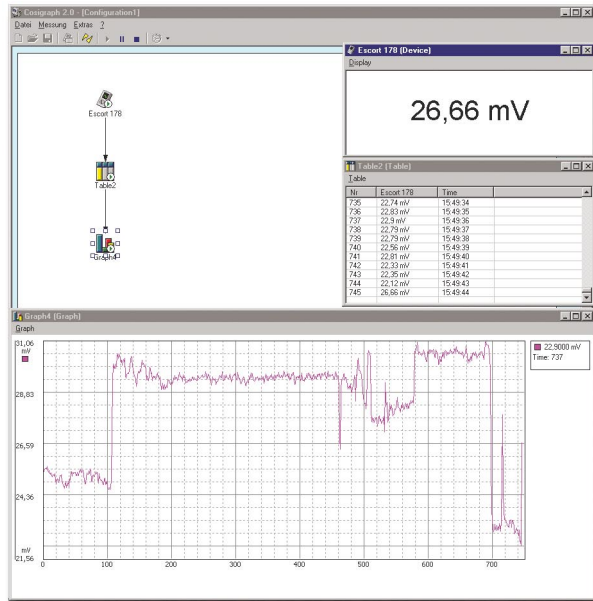 Cosigraph 2.0 - [Configuration1]
Datei Messung Extras ?
Escort 178
Table2
Graph4
Escort 178 (Device)
Display
26,66 mV
Table2 (Table)
Table
Nr Escort 178 Time
735 22,74 mV 15:49:34
736 22,83 mV 15:49:35
737 22,9 mV 15:49:36
738 22,79 mV 15:49:37
739 22,79 mV 15:49:38
740 22,56 mV 15:49:39
741 22,81 mV 15:49:40
742 22,33 mV 15:49:41
743 22,35 mV 15:49:42
744 22,12 mV 15:49:43
745 26,66 mV 15:49:44
Graph4 (Graph)
Graph
31,06
mV
28,83
26,59
24,36
mV
21,56
0 100 200 300 400 500 600 700
22,9000 mV
Time: 737